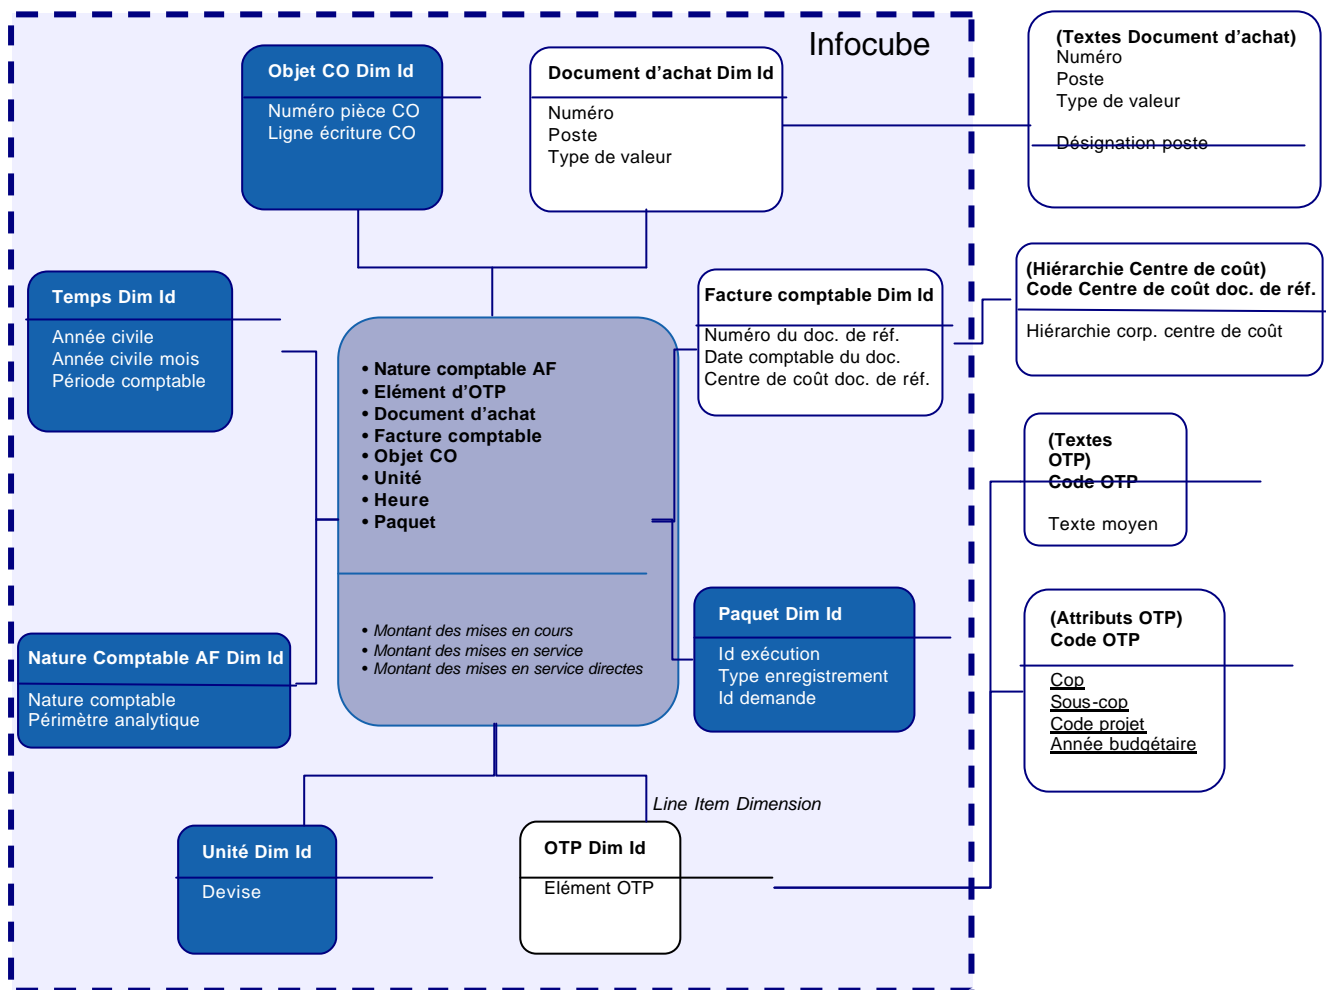 Infocube
Objet CO Dim Id
Numéro pièce CO
Ligne écriture CO
Document d'achat Dim Id
Numéro
Poste
Type de valeur
(Textes Document d'achat)
Numéro
Poste
Type de valeur
Désignation poste
Temps Dim Id
Année civile
Année civile mois
Période comptable
• Nature comptable AF
• Elément d'OTP
• Document d'achat
• Facture comptable
• Objet CO
• Unité
• Heure
• Paquet
• Montant des mises en cours
• Montant des mises en service
• Montant des mises en service directes
Facture comptable Dim Id
Numéro du doc. de réf.
Date comptable du doc.
Centre de coût doc. de réf.
(Hiérarchie Centre de coût)
Code Centre de coût doc. de réf.
Hiérarchie corp. centre de coût
(Textes
OTP)
Code OTP
Texte moyen
Nature Comptable AF Dim Id
Nature comptable
Périmètre analytique
Paquet Dim Id
Id exécution
Type enregistrement
Id demande
(Attributs OTP)
Code OTP
Cop
Sous-cop
Code projet
Année budgétaire
Line Item Dimension
Unité Dim Id
Devise
OTP Dim Id
Elément OTP